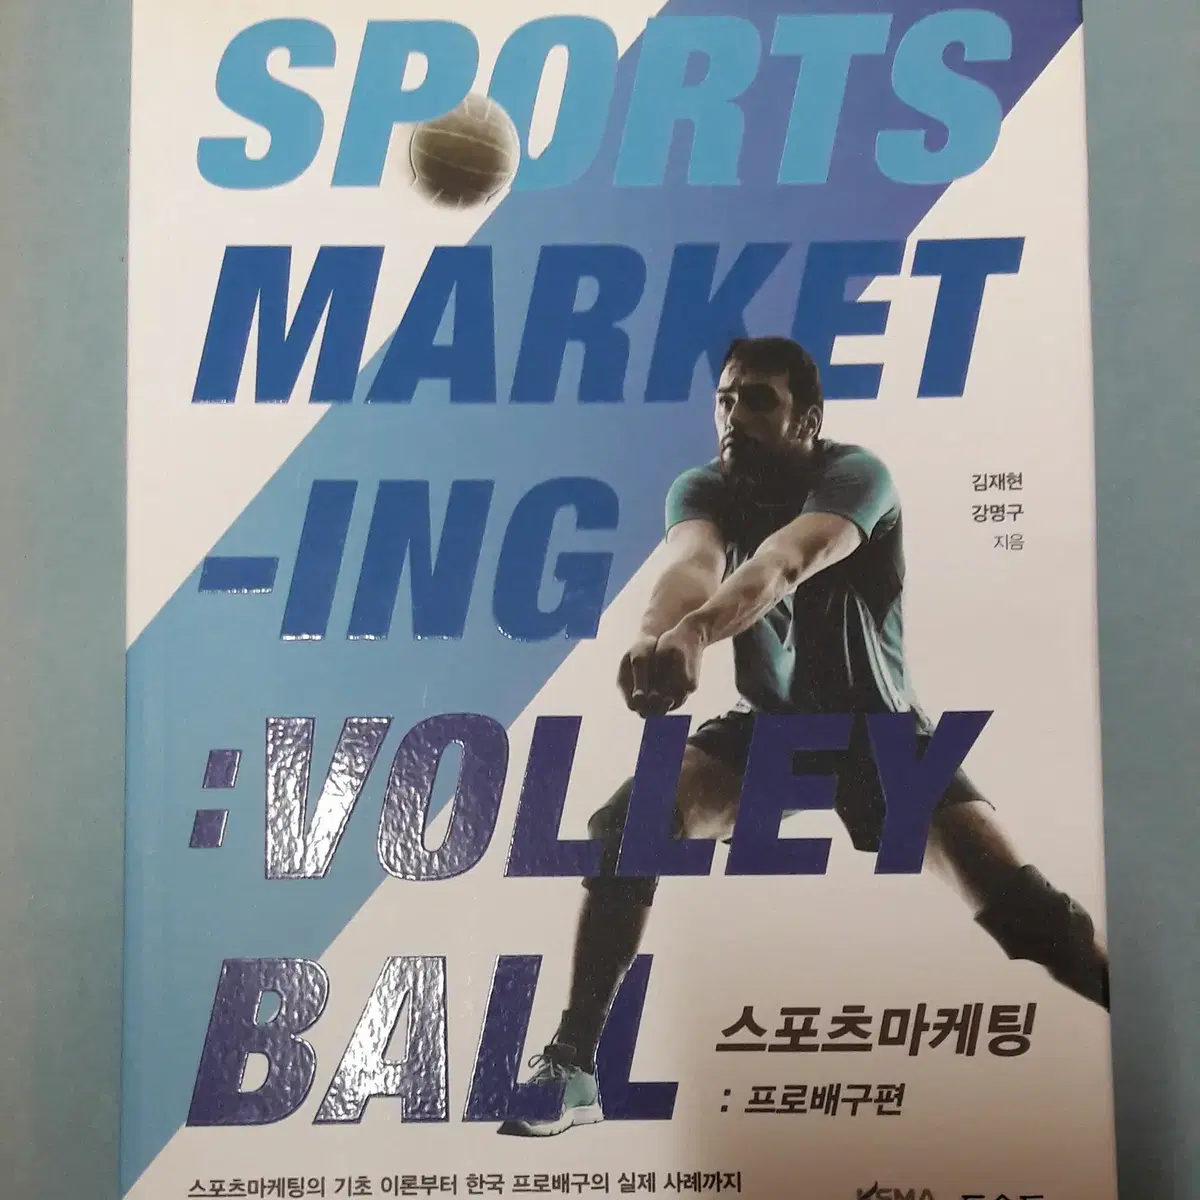 SPORTS
MARKET
-ING
:VOLLEY
BALL
김재현
강명구
지음
스포츠마케팅
: 프로배구편
스포츠마케팅의 기초 이론부터 한국 프로배구의 실제 사례까지
KSMA